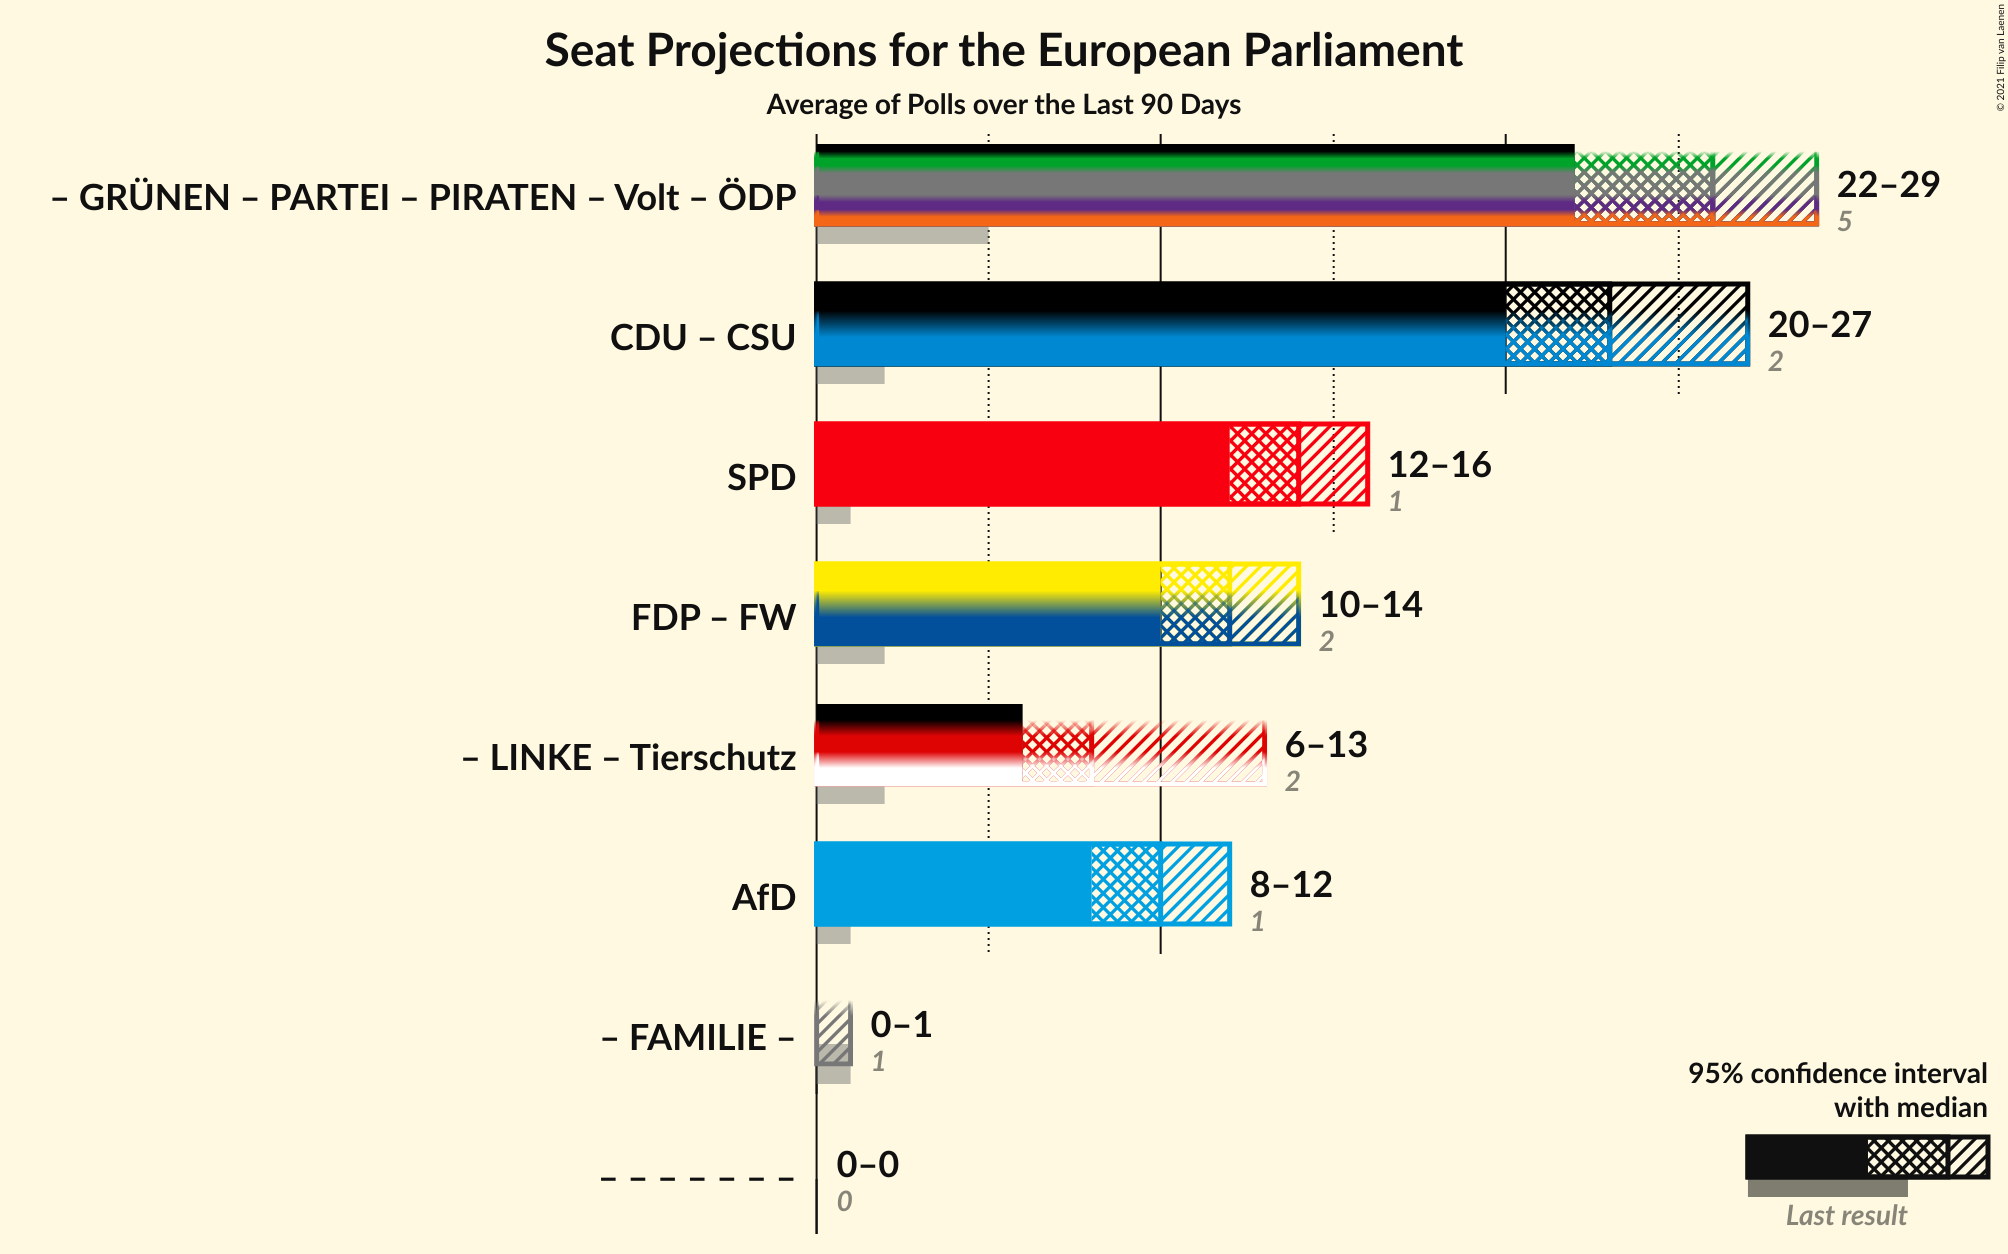 Seat Projections for the European Parliament
Average of Polls over the Last 90 Days
© 2021 Filip van Laenen
– GRÜNEN – PARTEI – PIRATEN – Volt – ÖDP
22–29
5
CDU – CSU
20–27
2
SPD
12–16
1
FDP – FW
10–14
2
– LINKE – Tierschutz
6–13
2
AfD
8–12
1
– FAMILIE –
0–1
1
– – – – – – –
0–0
0
95% confidence interval
with median
Last result